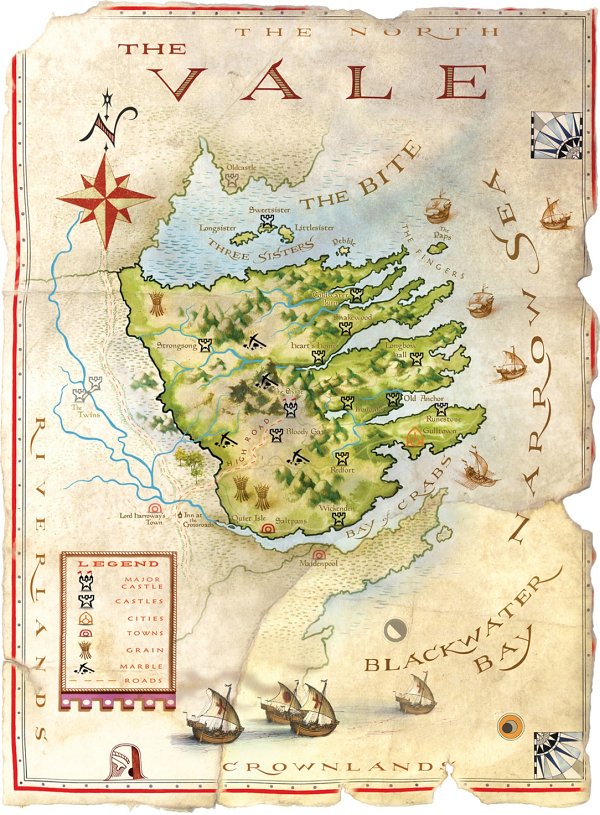 THE NORTH
THE
VALE
N
Oldcastle
THE BITE
Sweetsister
Longsister
Littlesister
THREE SISTERS
Pebble
The Paps
THE FINGERS
NARROW SEA
Coldwater Burn
Snakewood
Strongsong
Heart's Home
Longbow Hall
The Twins
Old Anchor
Runestone
Bloody Gate
Gulltown
HIGH ROAD
Redfort
RIVERLANDS
BAY OF CRABS
Wickenden
Lord Harroway's Town
Inn at the Crossroads
Outer Isle
Saltpans
Maidenpool
LEGEND
MAJOR CASTLE
CASTLES
CITIES
TOWNS
GRAIN
MARBLE
ROADS
BLACKWATER BAY
CROWNLANDS